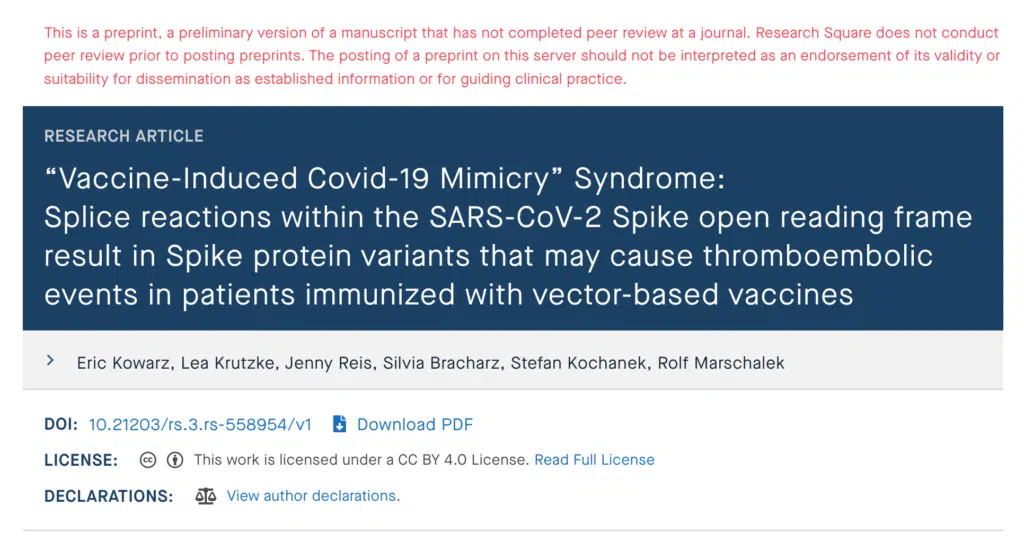 This is a preprint, a preliminary version of a manuscript that has not completed peer review at a journal. Research Square does not conduct
peer review prior to posting preprints. The posting of a preprint on this server should not be interpreted as an endorsement of its validity or
suitability for dissemination as established information or for guiding clinical practice.
RESEARCH ARTICLE
“Vaccine-Induced Covid-19 Mimicry” Syndrome:
Splice reactions within the SARS-CoV-2 Spike open reading frame
result in Spike protein variants that may cause thromboembolic
events in patients immunized with vector-based vaccines
Eric Kowarz, Lea Krutzke, Jenny Reis, Silvia Bracharz, Stefan Kochanek, Rolf Marschalek
DOI: 10.21203/rs.3.rs-558954/v1 Download PDF
LICENSE: This work is licensed under a CC BY 4.0 License. Read Full License
DECLARATIONS: View author declarations.